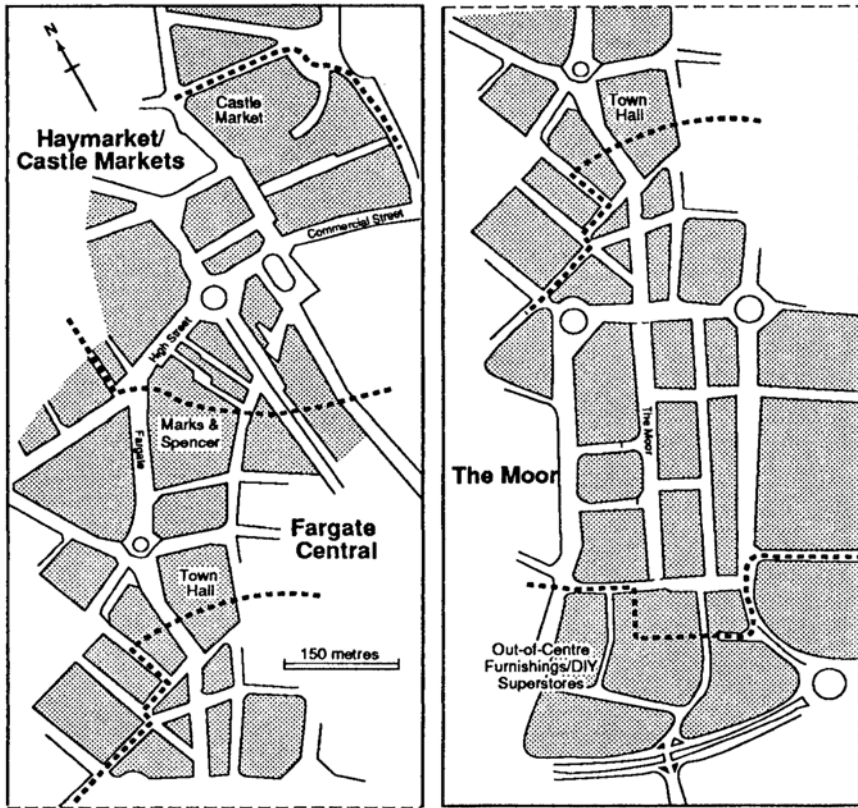 N
Castle
Market
Haymarket/
Castle Markets
Commercial Street
High Street
Marks &
Spencer
Fargate
Fargate
Central
Town
Hall
150 metres
Town
Hall
The Moor
The Moor
Out-of-Centre
Furnishings/DIY
Superstores